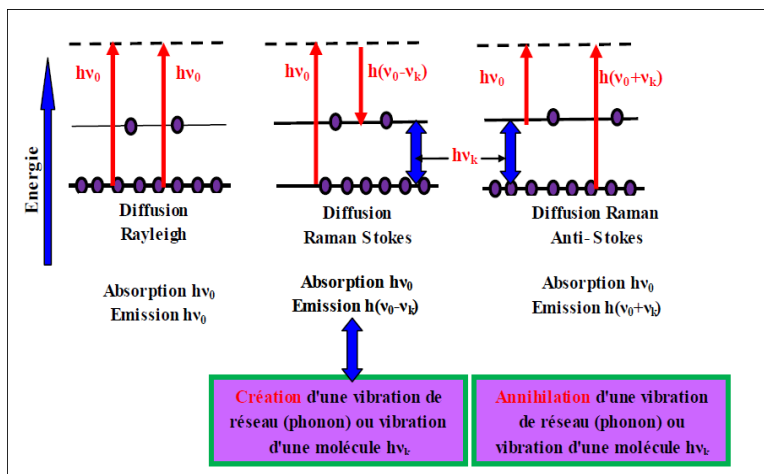 hν₀
hν₀
hν₀
h(ν₀-νₖ)
hν₀
h(ν₀+νₖ)
hνₖ
Energie
Diffusion
Rayleigh
Diffusion
Raman Stokes
Diffusion Raman
Anti- Stokes
Absorption hν₀
Emission hν₀
Absorption hν₀
Emission h(ν₀-νₖ)
Absorption hν₀
Emission h(ν₀+νₖ)
Création d'une vibration de
réseau (phonon) ou vibration
d'une molécule hνₖ
Annihilation d'une vibration
de réseau (phonon) ou
vibration d'une molécule hνₖ